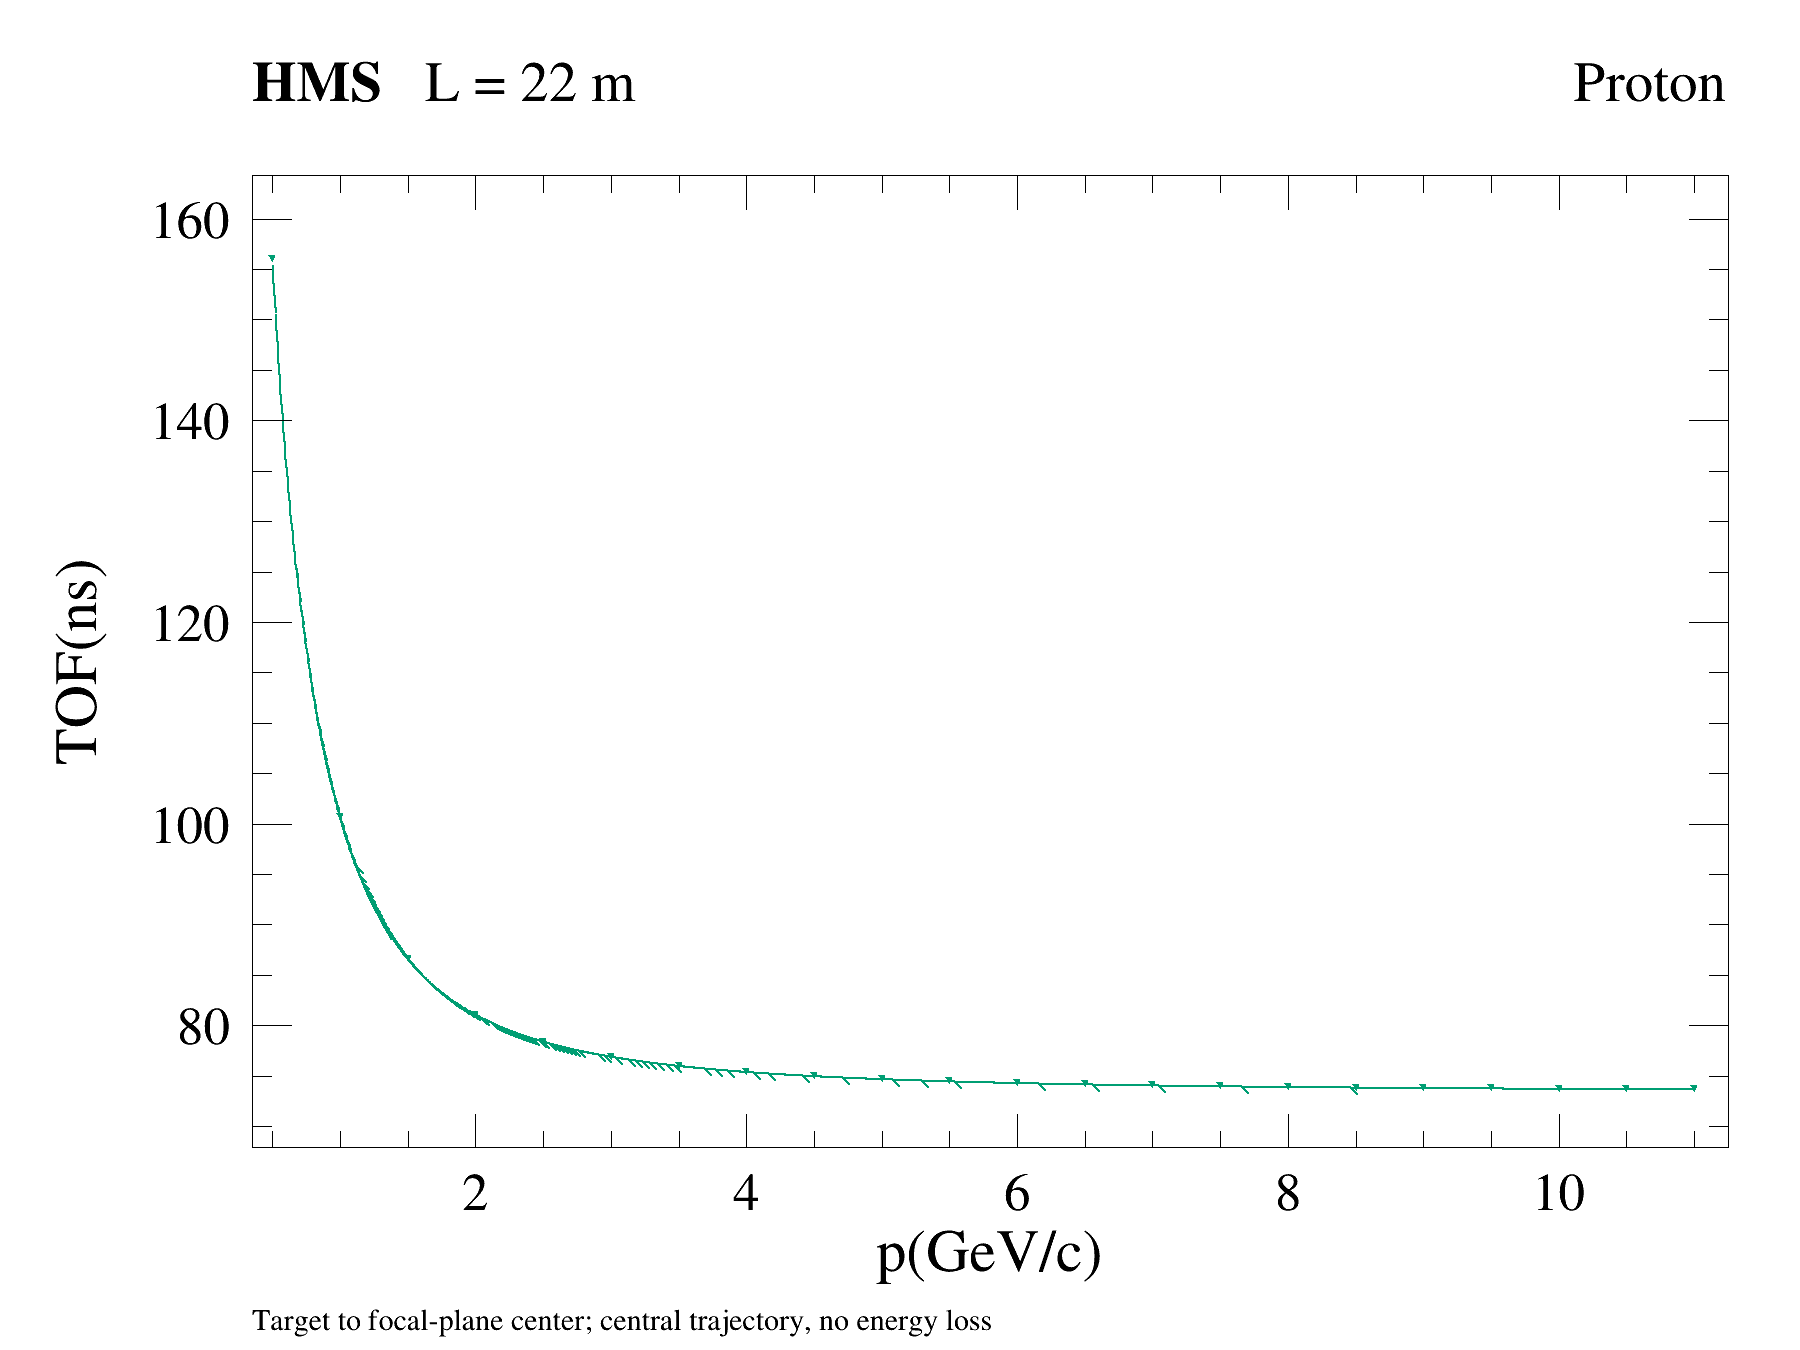 HMS L = 22 m
Proton
160
140
120
100
80
TOF(ns)
2 4 6 8 10
p(GeV/c)
Target to focal-plane center; central trajectory, no energy loss